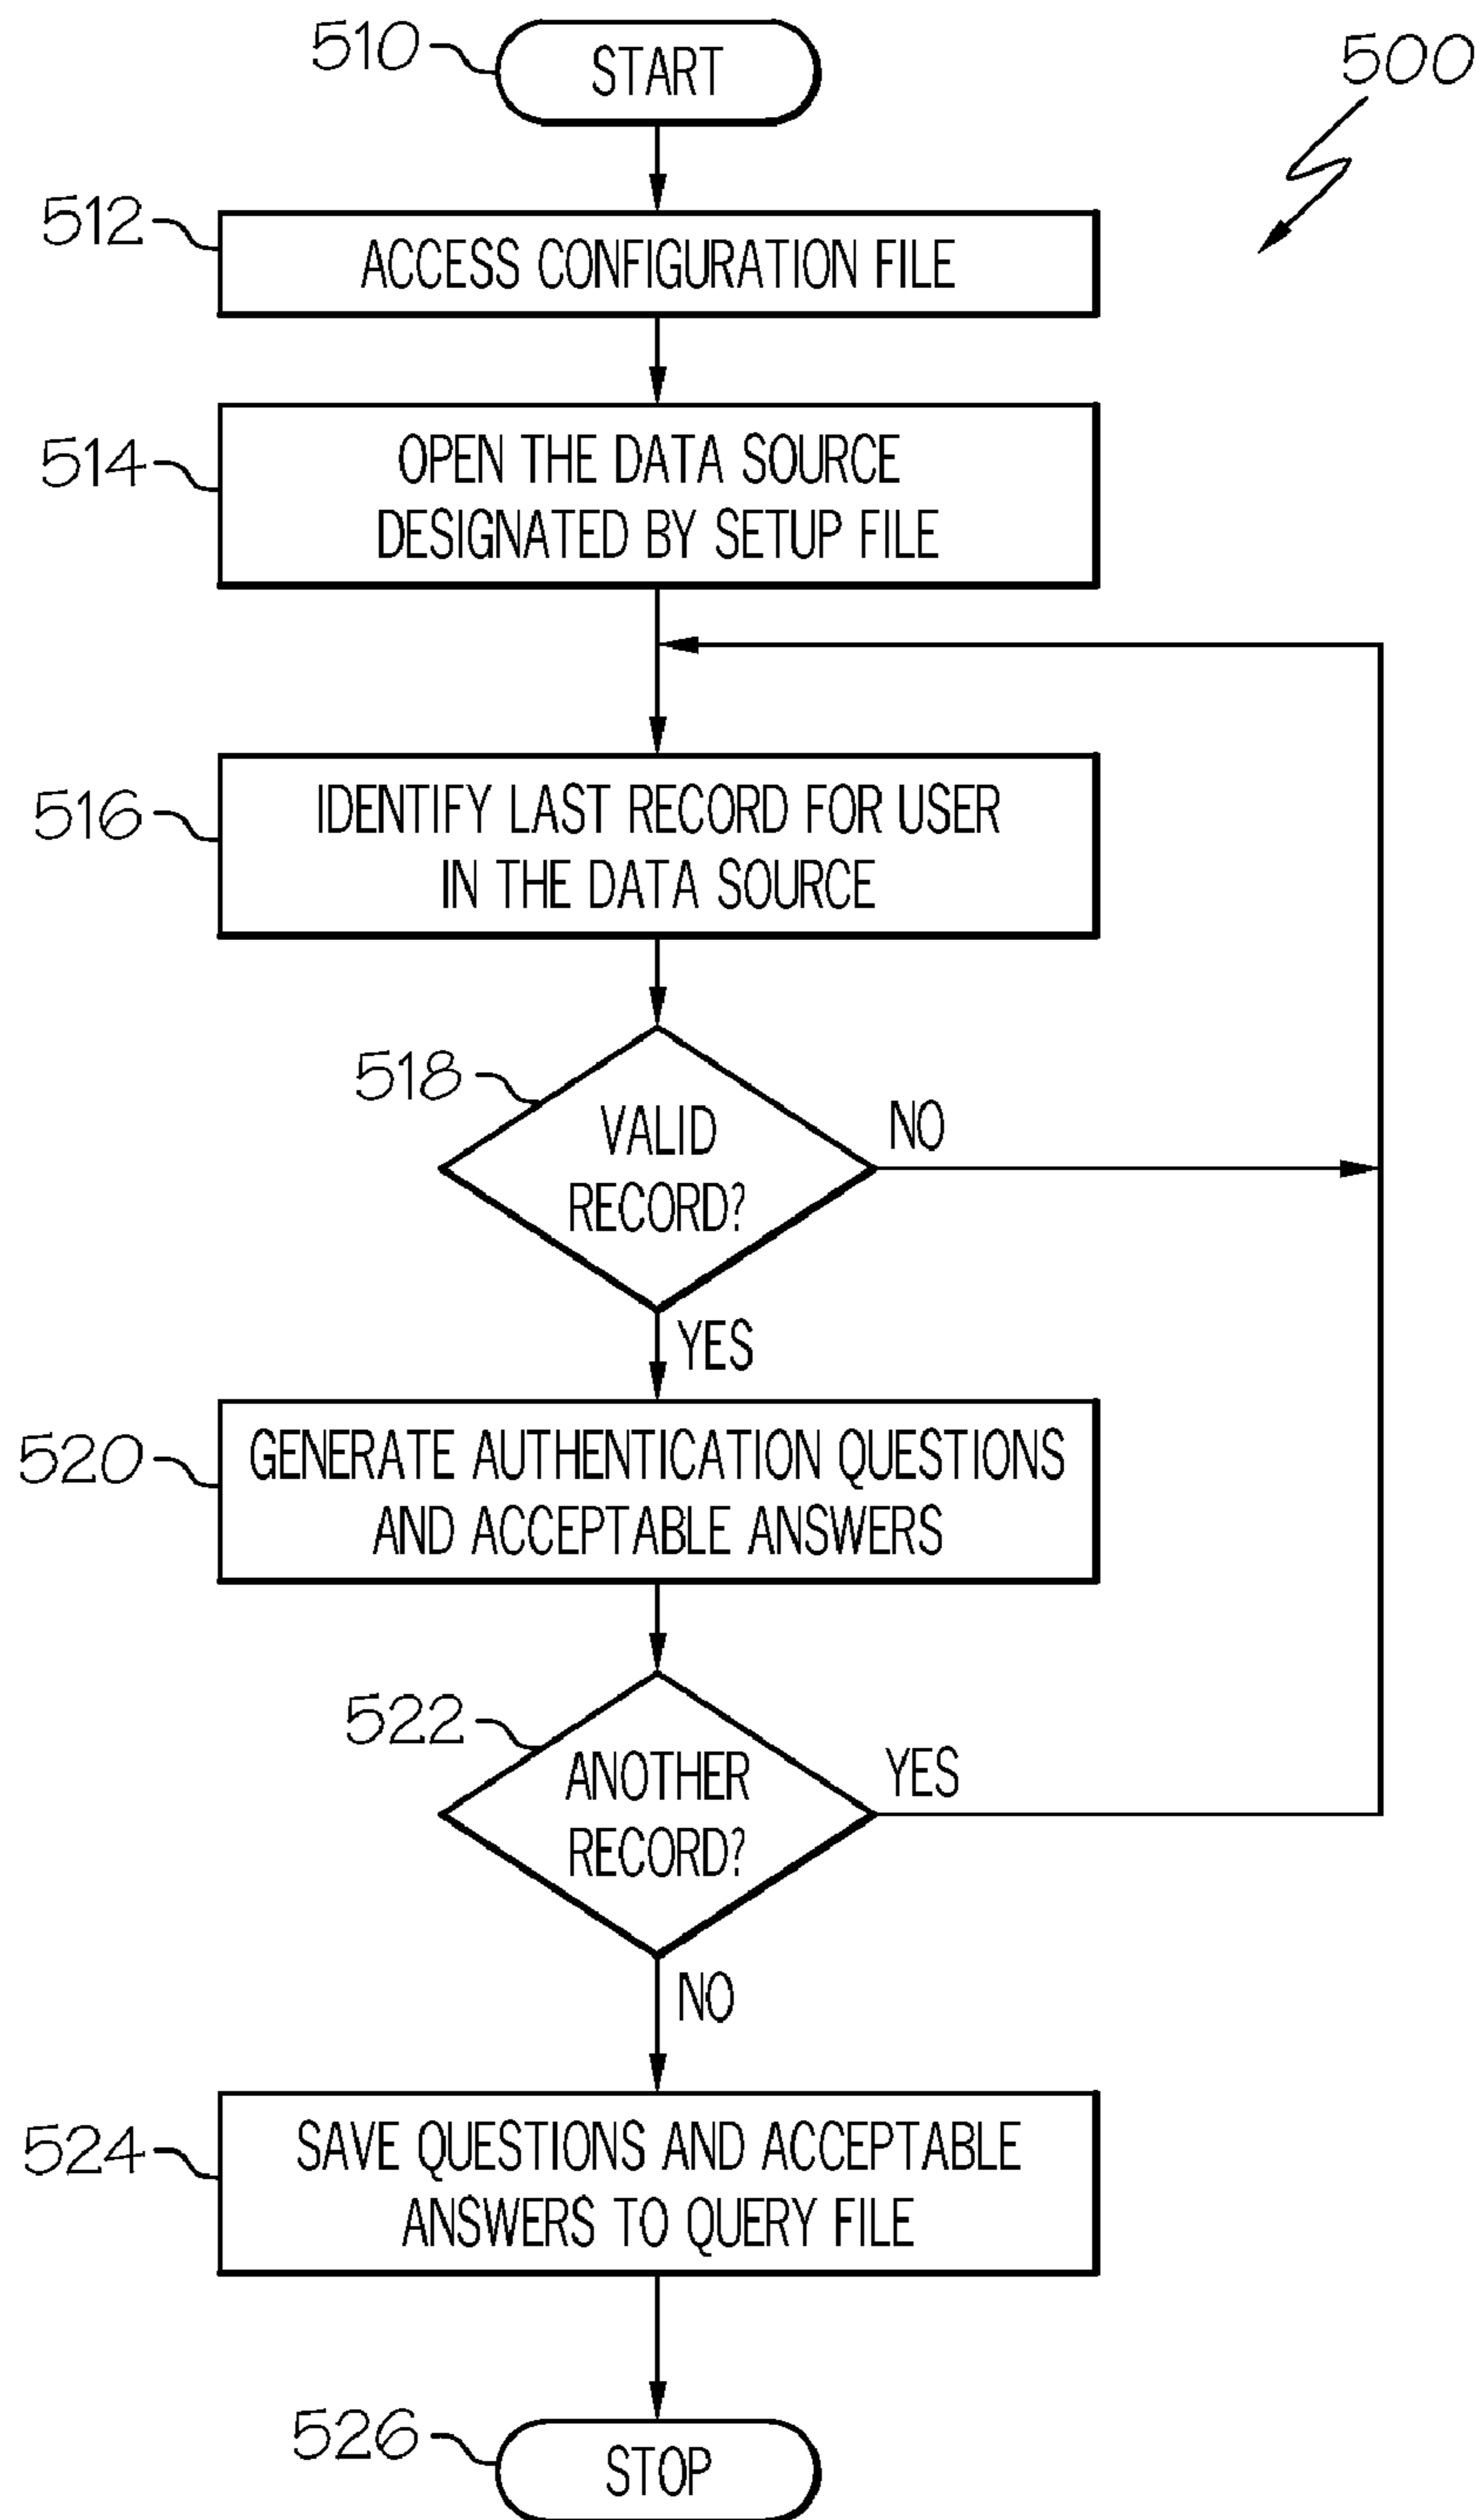 510
START
500
512
ACCESS CONFIGURATION FILE
514
OPEN THE DATA SOURCE
DESIGNATED BY SETUP FILE
516
IDENTIFY LAST RECORD FOR USER
IN THE DATA SOURCE
518
VALID
RECORD?
NO
YES
520
GENERATE AUTHENTICATION QUESTIONS
AND ACCEPTABLE ANSWERS
522
ANOTHER
RECORD?
YES
NO
524
SAVE QUESTIONS AND ACCEPTABLE
ANSWERS TO QUERY FILE
526
STOP